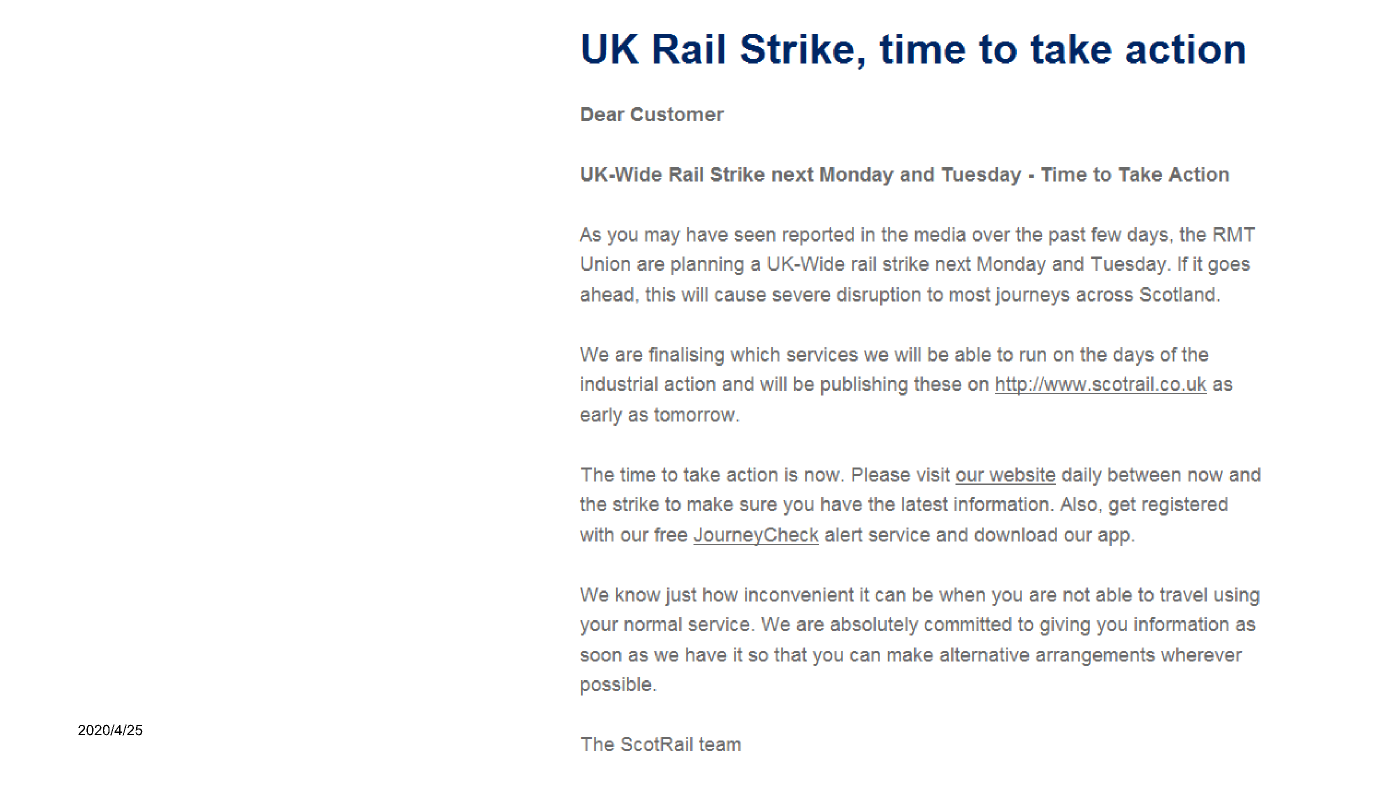 UK Rail Strike, time to take action
Dear Customer
UK-Wide Rail Strike next Monday and Tuesday - Time to Take Action
As you may have seen reported in the media over the past few days, the RMT
Union are planning a UK-Wide rail strike next Monday and Tuesday. If it goes
ahead, this will cause severe disruption to most journeys across Scotland.
We are finalising which services we will be able to run on the days of the
industrial action and will be publishing these on http://www.scotrail.co.uk as
early as tomorrow.
The time to take action is now. Please visit our website daily between now and
the strike to make sure you have the latest information. Also, get registered
with our free JourneyCheck alert service and download our app.
We know just how inconvenient it can be when you are not able to travel using
your normal service. We are absolutely committed to giving you information as
soon as we have it so that you can make alternative arrangements wherever
possible.
2020/4/25
The ScotRail team